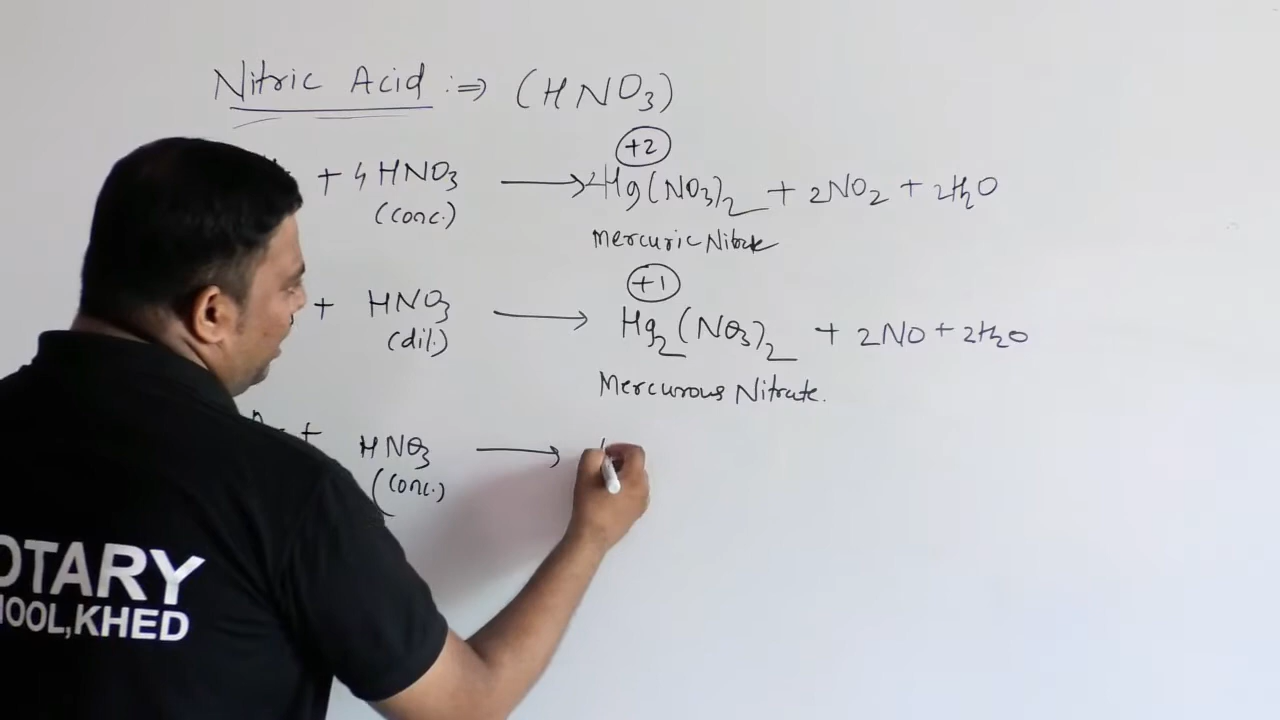 Nitric Acid :⇒ (HNO3)
+2
+ 4HNO3 ⟶ Hg(NO3)2 + 2NO2 + 2H2O
(conc.)
Mercuric Nitrate
+1
+ HNO3 ⟶ Hg2(NO3)2 + 2NO + 2H2O
(dil.)
Mercurous Nitrate.
+ HNO3 ⟶
(conc.)
OTARY
OOL,KHED